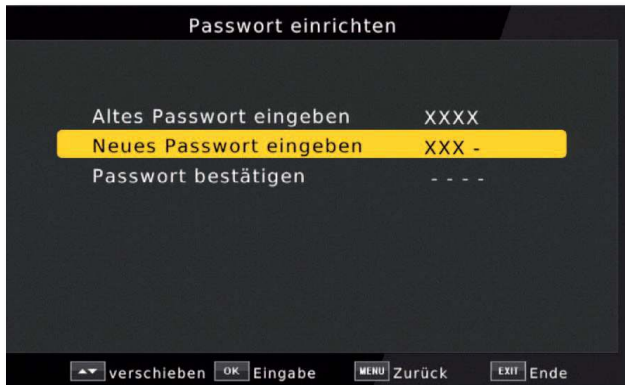 Passwort einrichten
Altes Passwort eingeben XXXX
Neues Passwort eingeben XXX -
Passwort bestätigen - - - -
▲▼ verschieben OK Eingabe MENU Zurück EXIT Ende